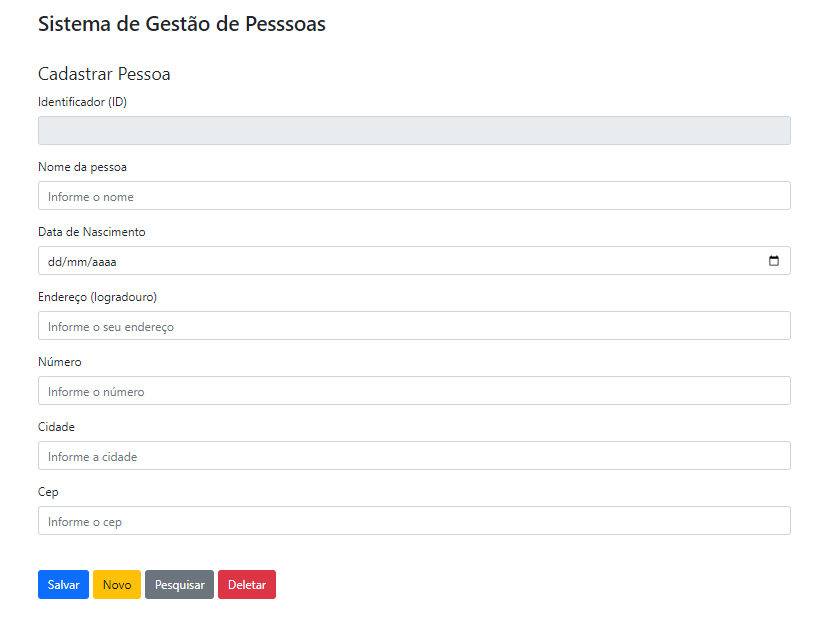 Sistema de Gestão de Pesssoas
Cadastrar Pessoa
Identificador (ID)
Nome da pessoa
Informe o nome
Data de Nascimento
dd/mm/aaaa
Endereço (logradouro)
Informe o seu endereço
Número
Informe o número
Cidade
Informe a cidade
Cep
Informe o cep
Salvar Novo Pesquisar Deletar